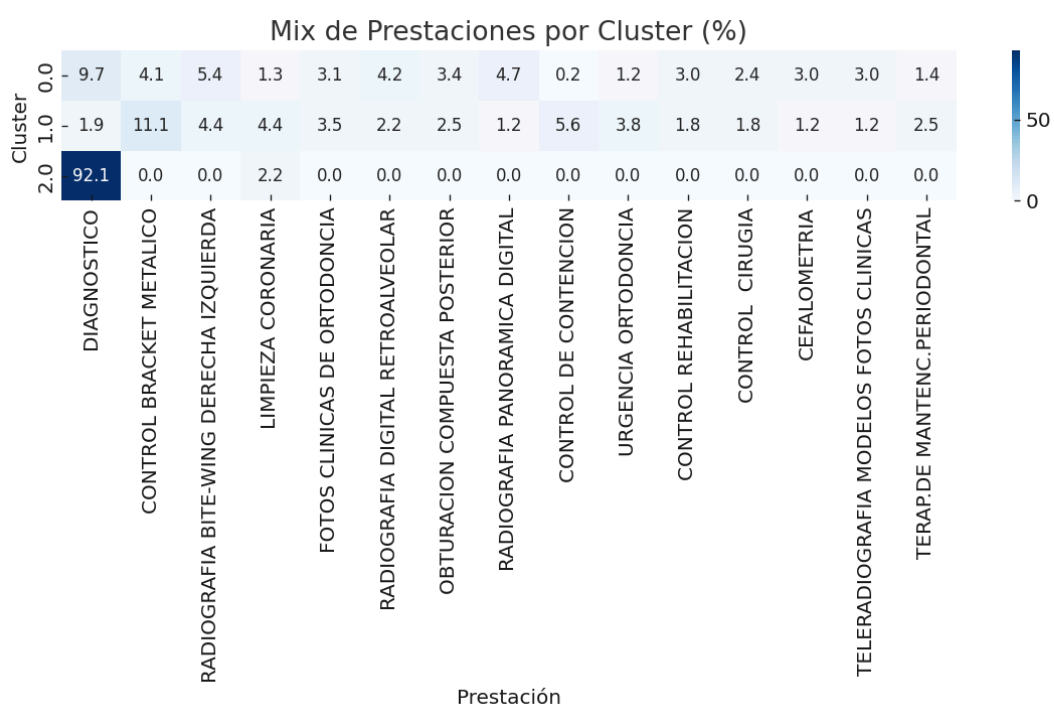 Mix de Prestaciones por Cluster (%)
Cluster
0.0 9.7 4.1 5.4 1.3 3.1 4.2 3.4 4.7 0.2 1.2 3.0 2.4 3.0 3.0 1.4
1.0 1.9 11.1 4.4 4.4 3.5 2.2 2.5 1.2 5.6 3.8 1.8 1.8 1.2 1.2 2.5
2.0 92.1 0.0 0.0 2.2 0.0 0.0 0.0 0.0 0.0 0.0 0.0 0.0 0.0 0.0 0.0
50
0
DIAGNOSTICO
CONTROL BRACKET METALICO
RADIOGRAFIA BITE-WING DERECHA IZQUIERDA
LIMPIEZA CORONARIA
FOTOS CLINICAS DE ORTODONCIA
RADIOGRAFIA DIGITAL RETROALVEOLAR
OBTURACION COMPUESTA POSTERIOR
RADIOGRAFIA PANORAMICA DIGITAL
CONTROL DE CONTENCION
URGENCIA ORTODONCIA
CONTROL REHABILITACION
CONTROL  CIRUGIA
CEFALOMETRIA
TELERADIOGRAFIA MODELOS FOTOS CLINICAS
TERAP.DE MANTENC.PERIODONTAL
Prestación